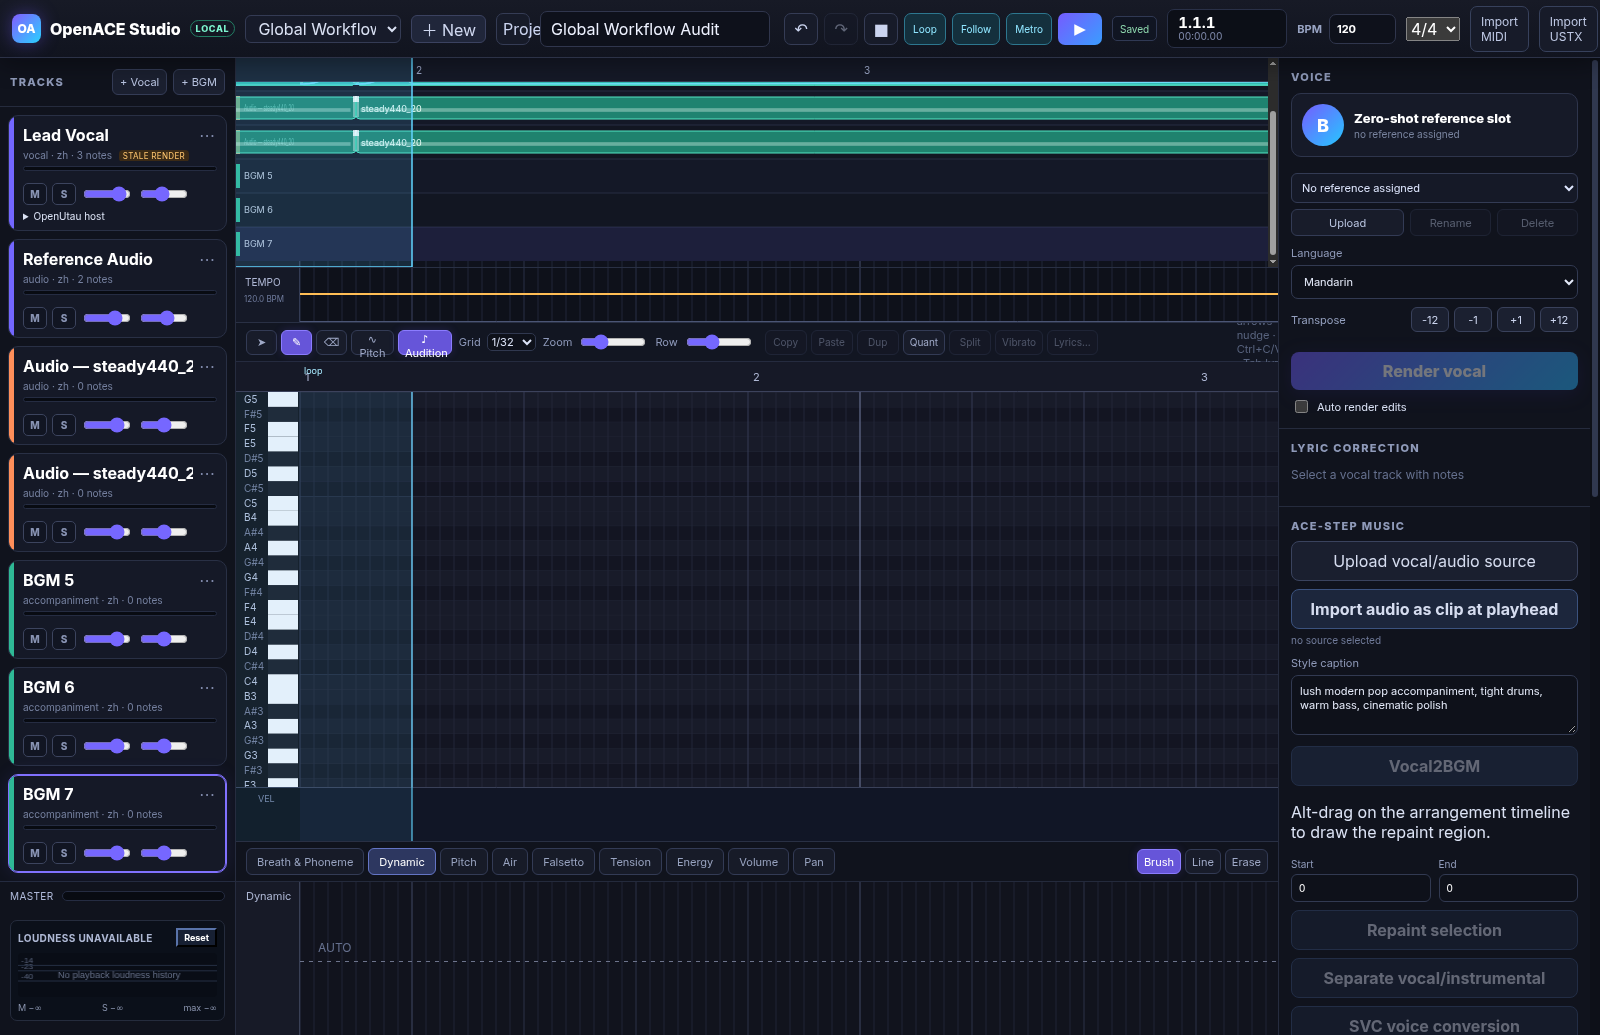 OA OpenACE Studio LOCAL Global Workflow + New Proje Global Workflow Audit ↶ ↷ ■ Loop Follow Metro ▶ Saved 1.1.1 00:00.00 BPM 120 4/4 Import MIDI Import USTX
TRACKS + Vocal + BGM
Lead Vocal ...
vocal · zh · 3 notes STALE RENDER
M S
▸ OpenUtau host
Reference Audio ...
audio · zh · 2 notes
M S
Audio — steady440_2 ...
audio · zh · 0 notes
M S
Audio — steady440_2 ...
audio · zh · 0 notes
M S
BGM 5 ...
accompaniment · zh · 0 notes
M S
BGM 6 ...
accompaniment · zh · 0 notes
M S
BGM 7 ...
accompaniment · zh · 0 notes
M S
MASTER
LOUDNESS UNAVAILABLE Reset
-14
-23
-40
No playback loudness history
M -∞ S -∞ max -∞
2 3
steady440_20
steady440_20
BGM 5
BGM 6
BGM 7
TEMPO
120.0 BPM
Pitch Audition Grid 1/32 Zoom Row Copy Paste Dup Quant Split Vibrato Lyrics...
nudge ·
Ctrl+C/V
loop
1 2 3
G5
F#5
F5
E5
D#5
D5
C#5
C5
B4
A#4
A4
G#4
G4
F#4
F4
E4
D#4
D4
C#4
C4
B3
A#3
A3
G#3
G3
F#3
F3
VEL
Breath & Phoneme Dynamic Pitch Air Falsetto Tension Energy Volume Pan Brush Line Erase
Dynamic
AUTO
VOICE
B Zero-shot reference slot
no reference assigned
No reference assigned
Upload Rename Delete
Language
Mandarin
Transpose -12 -1 +1 +12
Render vocal
Auto render edits
LYRIC CORRECTION
Select a vocal track with notes
ACE-STEP MUSIC
Upload vocal/audio source
Import audio as clip at playhead
no source selected
Style caption
lush modern pop accompaniment, tight drums,
warm bass, cinematic polish
Vocal2BGM
Alt-drag on the arrangement timeline
to draw the repaint region.
Start End
0 0
Repaint selection
Separate vocal/instrumental
SVC voice conversion